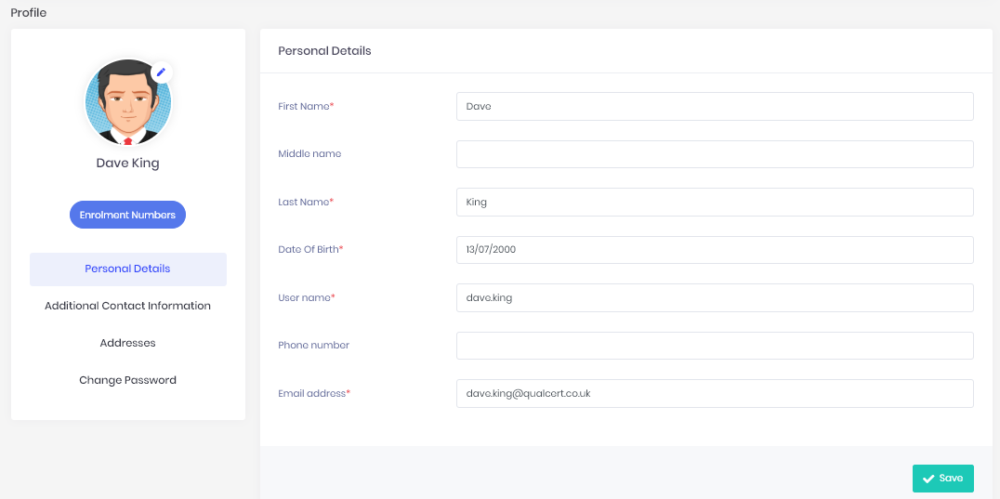 Profile
Dave King
Enrolment Numbers
Personal Details
Additional Contact Information
Addresses
Change Password
Personal Details
First Name* Dave
Middle name
Last Name* King
Date Of Birth* 13/07/2000
User name* dave.king
Phone number
Email address* dave.king@qualcert.co.uk
Save